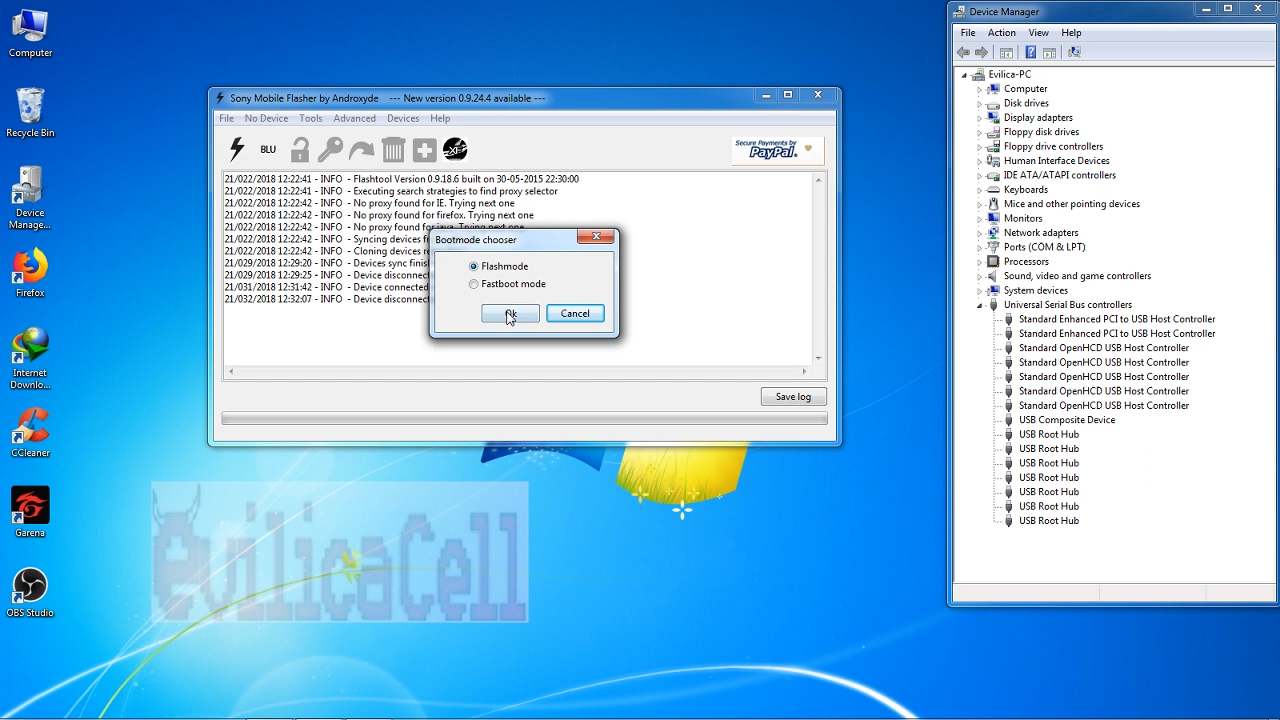 Computer
Recycle Bin
Device
Manage...
Firefox
Internet
Downlo...
CCleaner
Garena
OBS Studio
Sony Mobile Flasher by Androxyde --- New version 0.9.24.4 available ---
File No Device Tools Advanced Devices Help
BLU
Secure Payments by
PayPal.
21/022/2018 12:22:41 - INFO - Flashtool Version 0.9.18.6 built on 30-05-2015 22:30:00
21/022/2018 12:22:41 - INFO - Executing search strategies to find proxy selector
21/022/2018 12:22:42 - INFO - No proxy found for IE. Trying next one
21/022/2018 12:22:42 - INFO - No proxy found for firefox. Trying next one
21/022/2018 12:22:42 - INFO - No proxy found for java. Trying next one
21/022/2018 12:22:42 - INFO - Syncing devices f
21/022/2018 12:22:42 - INFO - Cloning devices re
21/029/2018 12:29:20 - INFO - Devices sync finis
21/029/2018 12:29:25 - INFO - Device disconnect
21/031/2018 12:31:42 - INFO - Device connected
21/032/2018 12:32:07 - INFO - Device disconnect
Save log
Bootmode chooser
Flashmode
Fastboot mode
Ok
Cancel
evilicacell
Device Manager
File Action View Help
Evilica-PC
Computer
Disk drives
Display adapters
Floppy disk drives
Floppy drive controllers
Human Interface Devices
IDE ATA/ATAPI controllers
Keyboards
Mice and other pointing devices
Monitors
Network adapters
Ports (COM & LPT)
Processors
Sound, video and game controllers
System devices
Universal Serial Bus controllers
Standard Enhanced PCI to USB Host Controller
Standard Enhanced PCI to USB Host Controller
Standard OpenHCD USB Host Controller
Standard OpenHCD USB Host Controller
Standard OpenHCD USB Host Controller
Standard OpenHCD USB Host Controller
Standard OpenHCD USB Host Controller
USB Composite Device
USB Root Hub
USB Root Hub
USB Root Hub
USB Root Hub
USB Root Hub
USB Root Hub
USB Root Hub